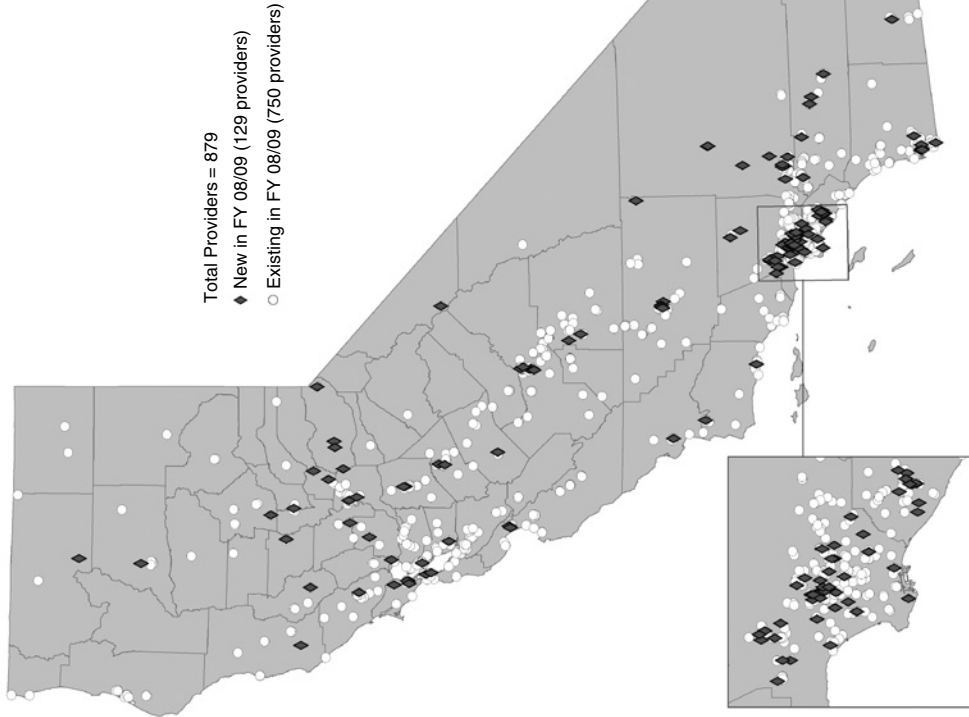 Total Providers = 879
New in FY 08/09 (129 providers)
Existing in FY 08/09 (750 providers)